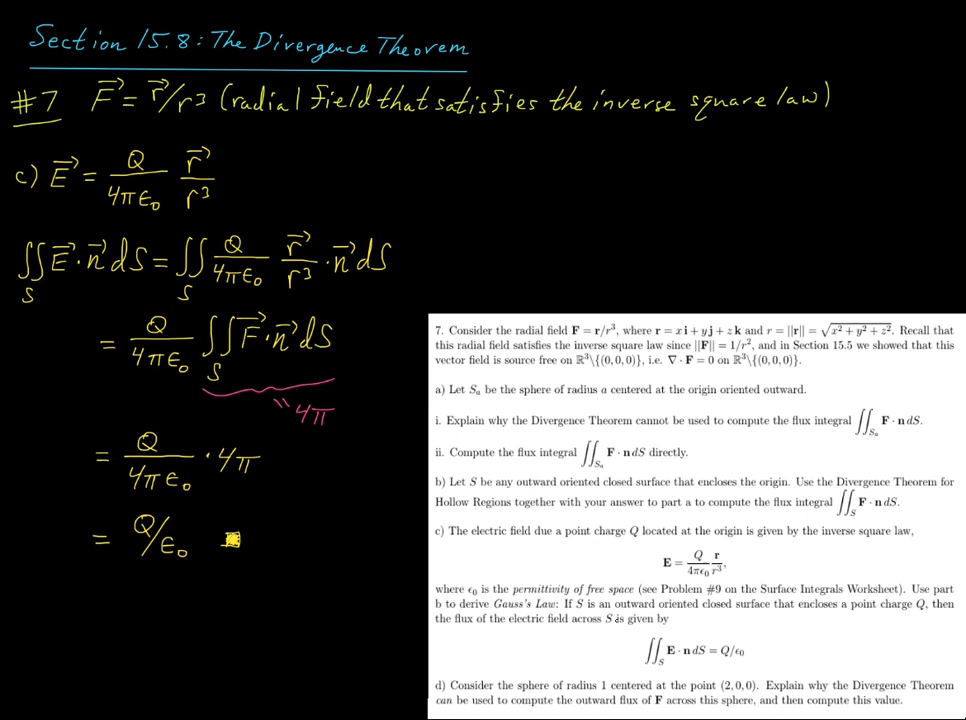 Section 15.8: The Divergence Theorem
#7 F⃗ = r⃗/r³ (radial field that satisfies the inverse square law)
c) E⃗ = Q/(4πε₀) r⃗/r³
∬_S E⃗ · n⃗ dS = ∬_S Q/(4πε₀) r⃗/r³ · n⃗ dS
= Q/(4πε₀) ∬_S F⃗ · n⃗ dS
" 4π
= Q/(4πε₀) · 4π
= Q/ε₀
7. Consider the radial field F = r/r³, where r = x i + y j + z k and r = ||r|| = √(x² + y² + z²). Recall that
this radial field satisfies the inverse square law since ||F|| = 1/r², and in Section 15.5 we showed that this
vector field is source free on ℝ³\{(0, 0, 0)}, i.e. ∇ · F = 0 on ℝ³\{(0, 0, 0)}.
a) Let Sₐ be the sphere of radius a centered at the origin oriented outward.
i. Explain why the Divergence Theorem cannot be used to compute the flux integral ∬_Sₐ F · n dS.
ii. Compute the flux integral ∬_Sₐ F · n dS directly.
b) Let S be any outward oriented closed surface that encloses the origin. Use the Divergence Theorem for
Hollow Regions together with your answer to part a to compute the flux integral ∬_S F · n dS.
c) The electric field due a point charge Q located at the origin is given by the inverse square law,
E = Q/(4πε₀) r/r³,
where ε₀ is the permittivity of free space (see Problem #9 on the Surface Integrals Worksheet). Use part
b to derive Gauss's Law: If S is an outward oriented closed surface that encloses a point charge Q, then
the flux of the electric field across S is given by
∬_S E · n dS = Q/ε₀
d) Consider the sphere of radius 1 centered at the point (2, 0, 0). Explain why the Divergence Theorem
can be used to compute the outward flux of F across this sphere, and then compute this value.